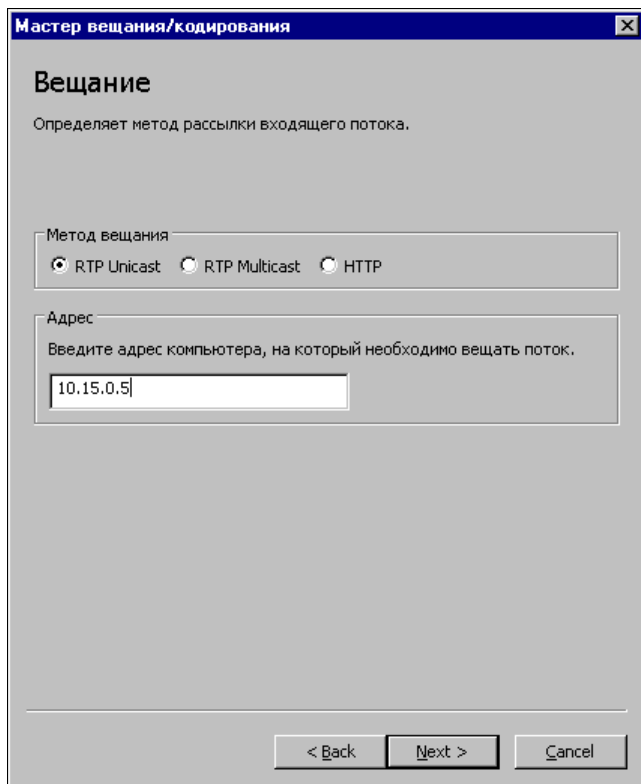 Мастер вещания/кодирования
Вещание
Определяет метод рассылки входящего потока.
Метод вещания
RTP Unicast RTP Multicast HTTP
Адрес
Введите адрес компьютера, на который необходимо вещать поток.
10.15.0.5
< Back Next > Cancel